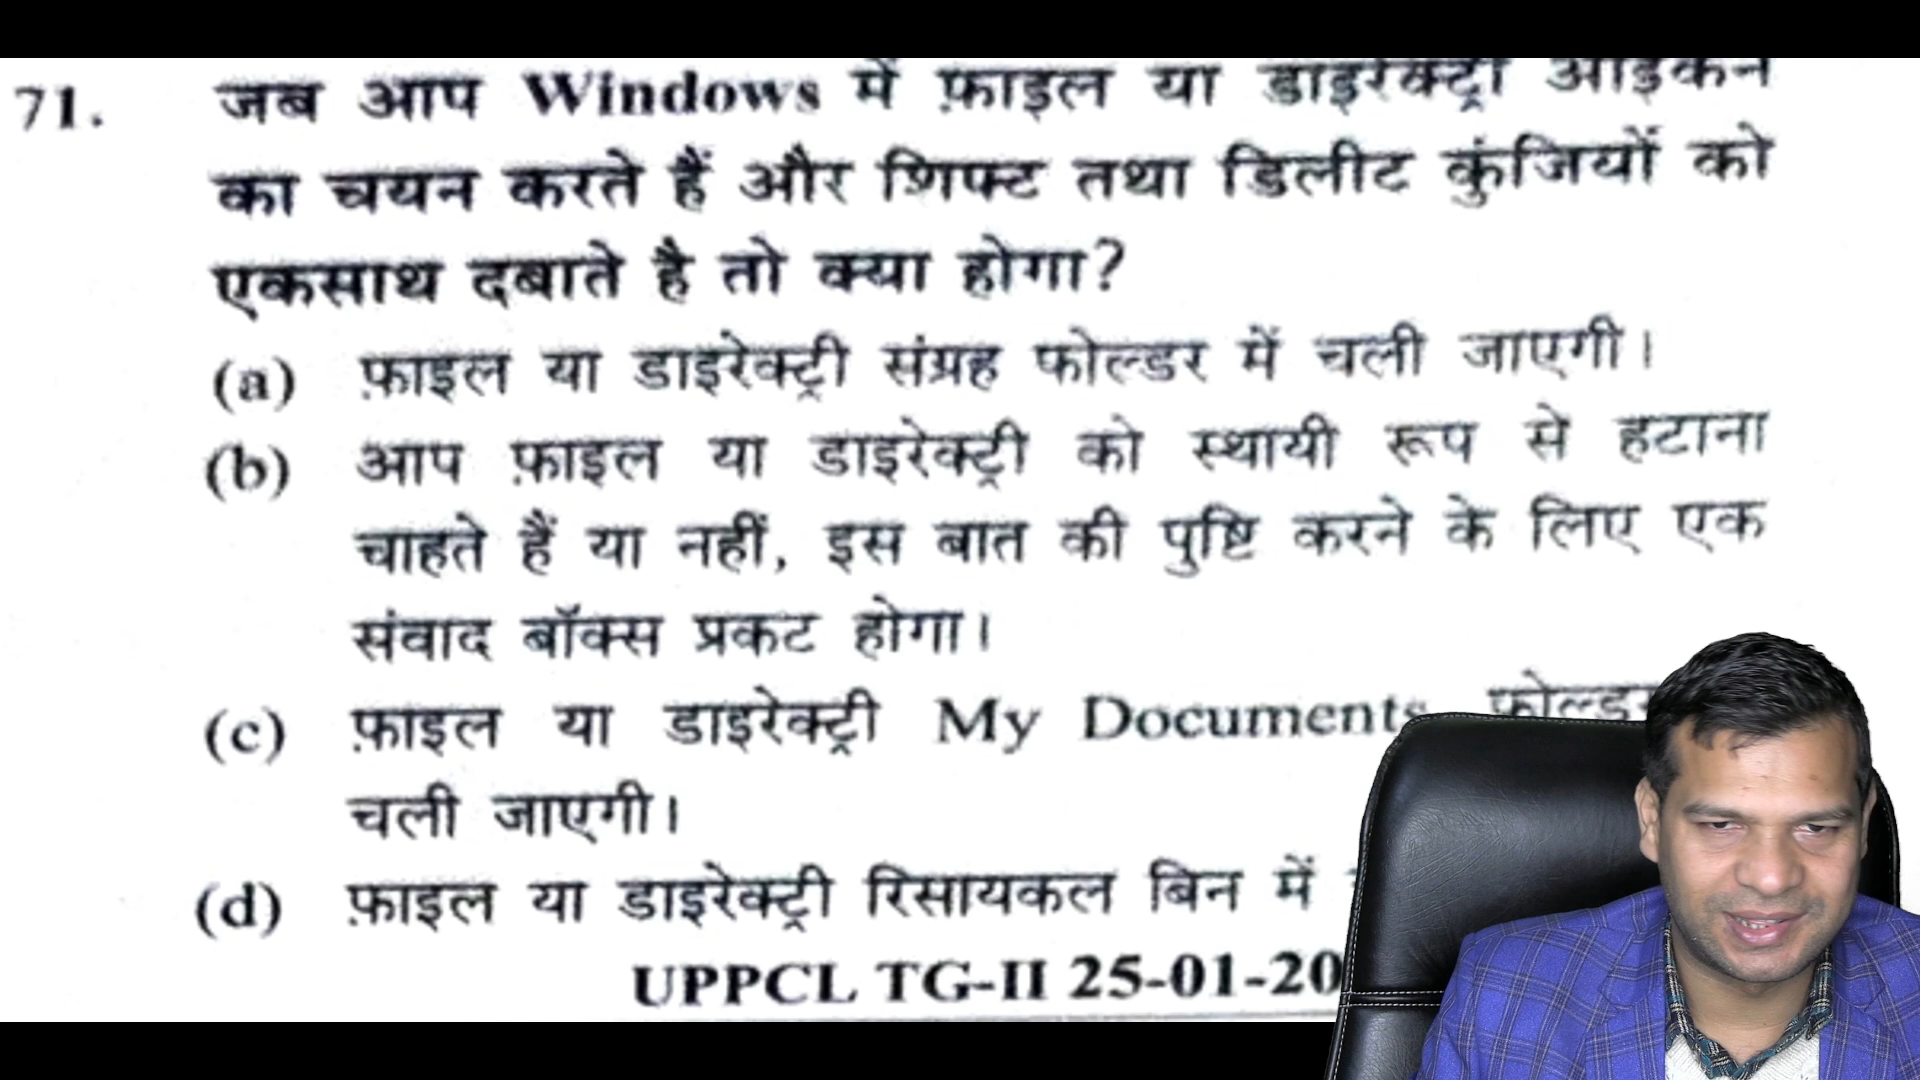 71. जब आप Windows में फ़ाइल या डाइरेक्ट्री आइकन
का चयन करते हैं और शिफ्ट तथा डिलीट कुंजियों को
एकसाथ दबाते है तो क्या होगा?
(a) फ़ाइल या डाइरेक्ट्री संग्रह फोल्डर में चली जाएगी।
(b) आप फ़ाइल या डाइरेक्ट्री को स्थायी रूप से हटाना
चाहते हैं या नहीं, इस बात की पुष्टि करने के लिए एक
संवाद बॉक्स प्रकट होगा।
(c) फ़ाइल या डाइरेक्ट्री My Documents फोल्डर
चली जाएगी।
(d) फ़ाइल या डाइरेक्ट्री रिसायकल बिन में
UPPCL TG-II 25-01-20